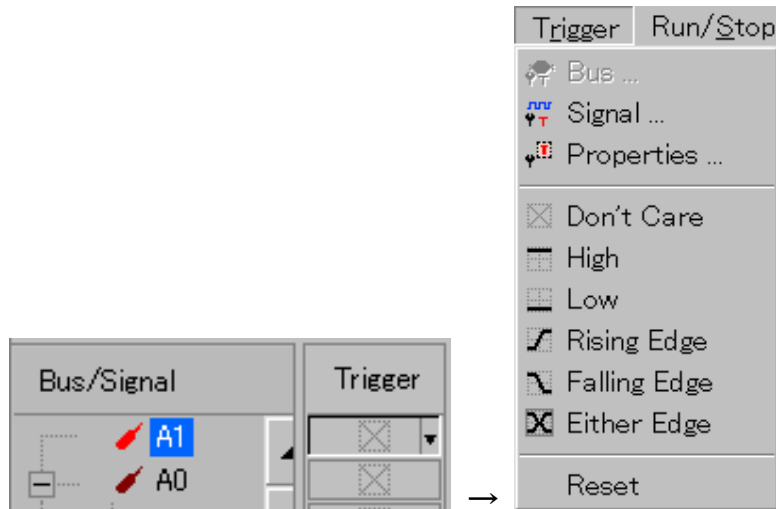 Trigger Run/Stop
Bus ...
Signal ...
Properties ...
Don't Care
High
Low
Rising Edge
Falling Edge
Either Edge
Reset
Bus/Signal Trigger
A1
A0
→